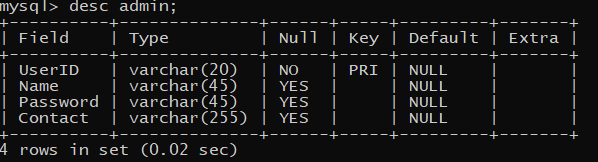 mysql> desc admin;
+----------+--------------+------+-----+---------+-------+
| Field    | Type         | Null | Key | Default | Extra |
+----------+--------------+------+-----+---------+-------+
| UserID   | varchar(20)  | NO   | PRI | NULL    |       |
| Name     | varchar(45)  | YES  |     | NULL    |       |
| Password | varchar(45)  | YES  |     | NULL    |       |
| Contact  | varchar(255) | YES  |     | NULL    |       |
+----------+--------------+------+-----+---------+-------+
4 rows in set (0.02 sec)